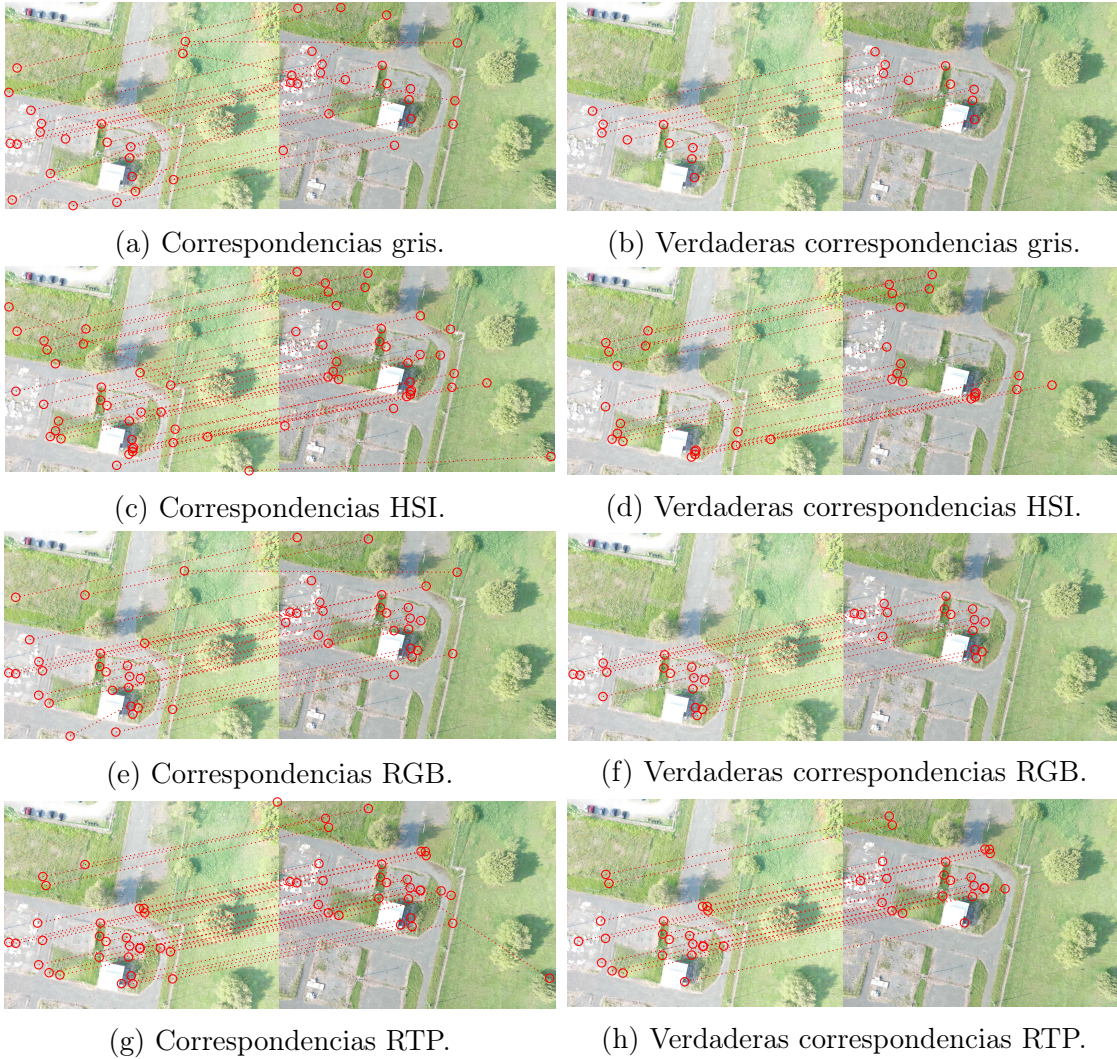 (a) Correspondencias gris.
(b) Verdaderas correspondencias gris.
(c) Correspondencias HSI.
(d) Verdaderas correspondencias HSI.
(e) Correspondencias RGB.
(f) Verdaderas correspondencias RGB.
(g) Correspondencias RTP.
(h) Verdaderas correspondencias RTP.